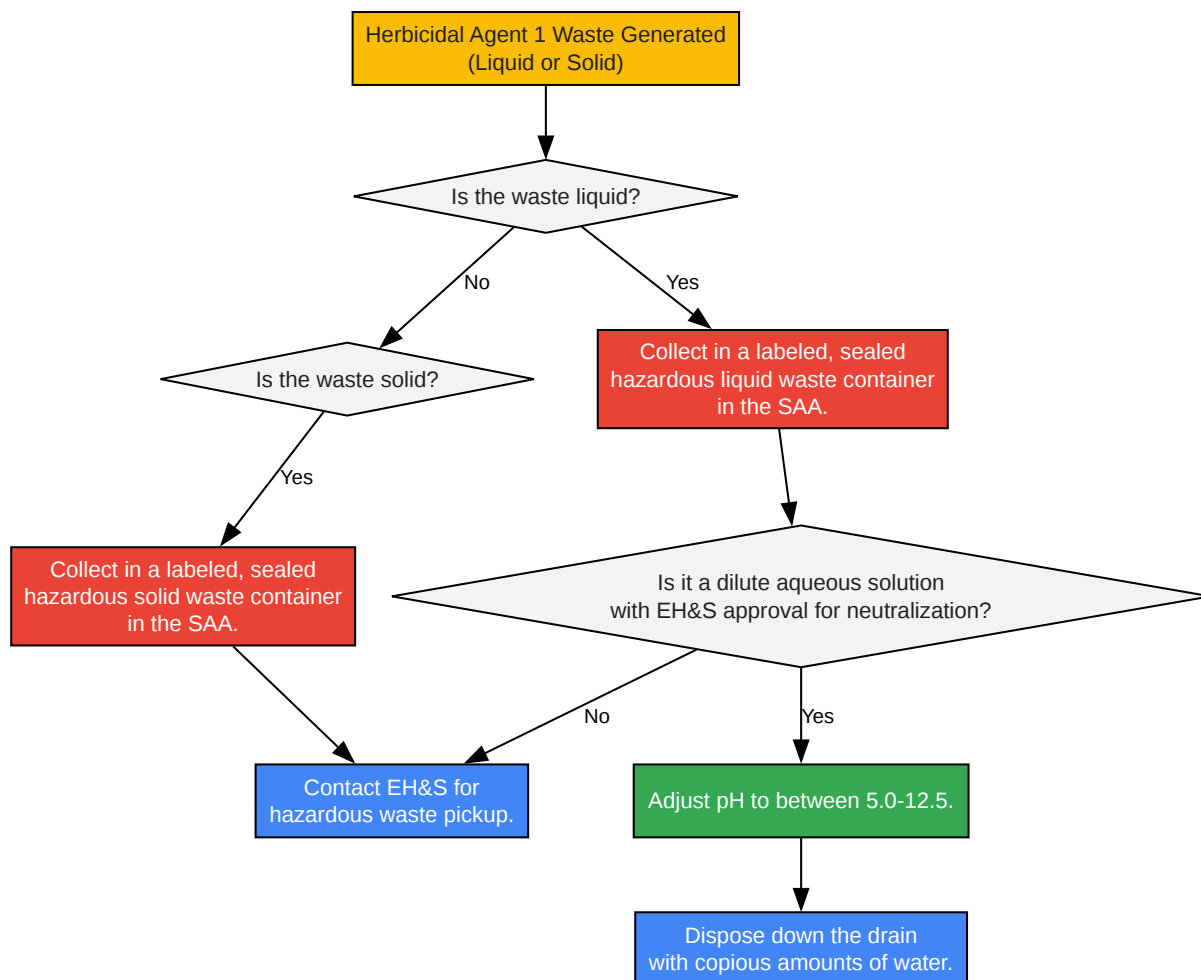 Herbicidal Agent 1 Waste Generated
(Liquid or Solid)
Is the waste liquid?
No
Yes
Is the waste solid?
Collect in a labeled, sealed
hazardous liquid waste container
in the SAA.
Yes
Collect in a labeled, sealed
hazardous solid waste container
in the SAA.
Is it a dilute aqueous solution
with EH&S approval for neutralization?
No
Yes
Contact EH&S for
hazardous waste pickup.
Adjust pH to between 5.0-12.5.
Dispose down the drain
with copious amounts of water.